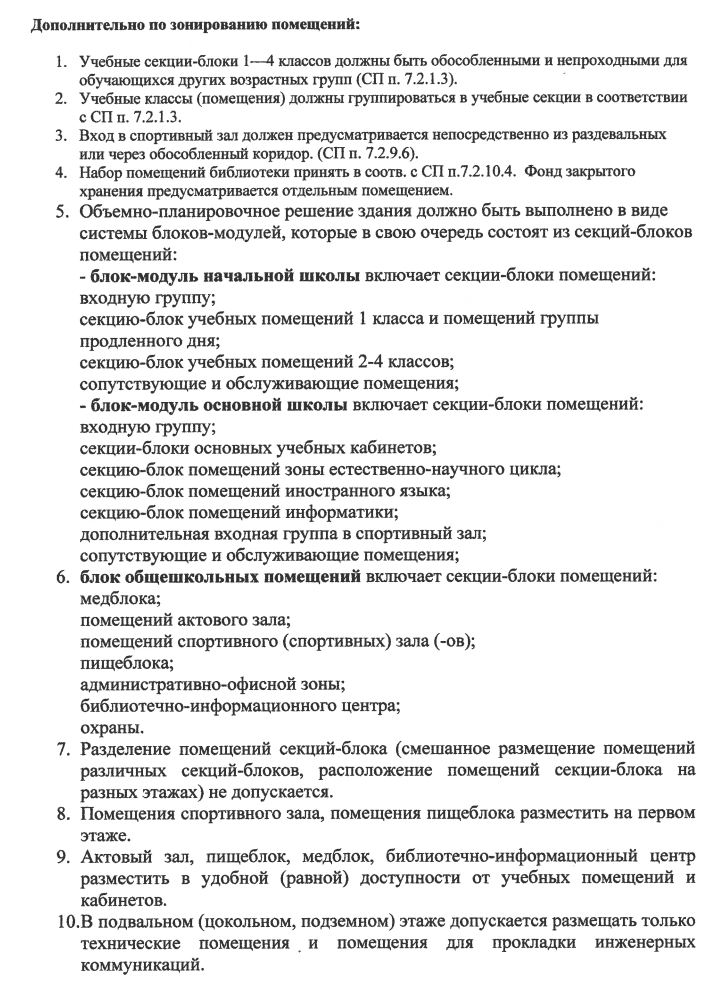 Дополнительно по зонированию помещений:
1. Учебные секции-блоки 1—4 классов должны быть обособленными и непроходными для
обучающихся других возрастных групп (СП п. 7.2.1.3).
2. Учебные классы (помещения) должны группироваться в учебные секции в соответствии
с СП п. 7.2.1.3.
3. Вход в спортивный зал должен предусматривается непосредственно из раздевальных
или через обособленный коридор. (СП п. 7.2.9.6).
4. Набор помещений библиотеки принять в соотв. с СП п.7.2.10.4. Фонд закрытого
хранения предусматривается отдельным помещением.
5. Объемно-планировочное решение здания должно быть выполнено в виде
системы блоков-модулей, которые в свою очередь состоят из секций-блоков
помещений:
- блок-модуль начальной школы включает секции-блоки помещений:
входную группу;
секцию-блок учебных помещений 1 класса и помещений группы
продленного дня;
секцию-блок учебных помещений 2-4 классов;
сопутствующие и обслуживающие помещения;
- блок-модуль основной школы включает секции-блоки помещений:
входную группу;
секции-блоки основных учебных кабинетов;
секцию-блок помещений зоны естественно-научного цикла;
секцию-блок помещений иностранного языка;
секцию-блок помещений информатики;
дополнительная входная группа в спортивный зал;
сопутствующие и обслуживающие помещения;
6. блок общешкольных помещений включает секции-блоки помещений:
медблока;
помещений актового зала;
помещений спортивного (спортивных) зала (-ов);
пищеблока;
административно-офисной зоны;
библиотечно-информационного центра;
охраны.
7. Разделение помещений секций-блока (смешанное размещение помещений
различных секций-блоков, расположение помещений секции-блока на
разных этажах) не допускается.
8. Помещения спортивного зала, помещения пищеблока разместить на первом
этаже.
9. Актовый зал, пищеблок, медблок, библиотечно-информационный центр
разместить в удобной (равной) доступности от учебных помещений и
кабинетов.
10.В подвальном (цокольном, подземном) этаже допускается размещать только
технические помещения и помещения для прокладки инженерных
коммуникаций.